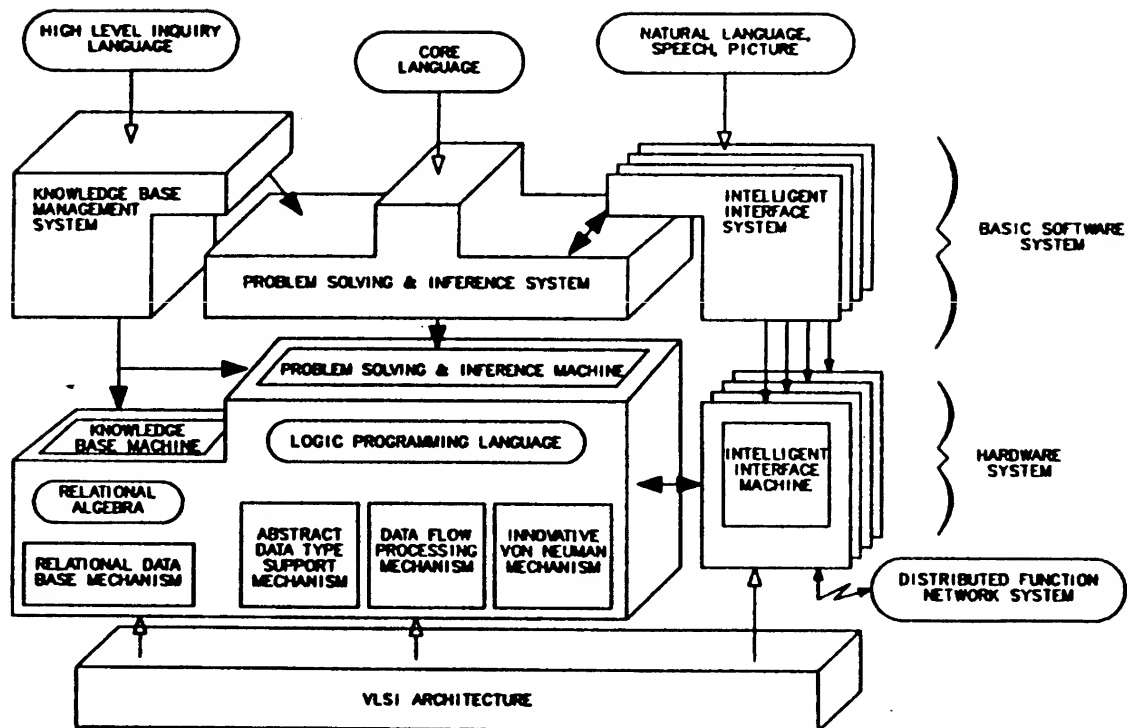 HIGH LEVEL INQUIRY
LANGUAGE
CORE
LANGUAGE
NATURAL LANGUAGE,
SPEECH, PICTURE
KNOWLEDGE BASE
MANAGEMENT
SYSTEM
PROBLEM SOLVING & INFERENCE SYSTEM
INTELLIGENT
INTERFACE
SYSTEM
BASIC SOFTWARE
SYSTEM
PROBLEM SOLVING & INFERENCE MACHINE
KNOWLEDGE
BASE MACHINE
LOGIC PROGRAMMING LANGUAGE
RELATIONAL
ALGEBRA
RELATIONAL DATA
BASE MECHANISM
ABSTRACT
DATA TYPE
SUPPORT
MECHANISM
DATA FLOW
PROCESSING
MECHANISM
INNOVATIVE
VON NEUMAN
MECHANISM
INTELLIGENT
INTERFACE
MACHINE
HARDWARE
SYSTEM
DISTRIBUTED FUNCTION
NETWORK SYSTEM
VLSI ARCHITECTURE